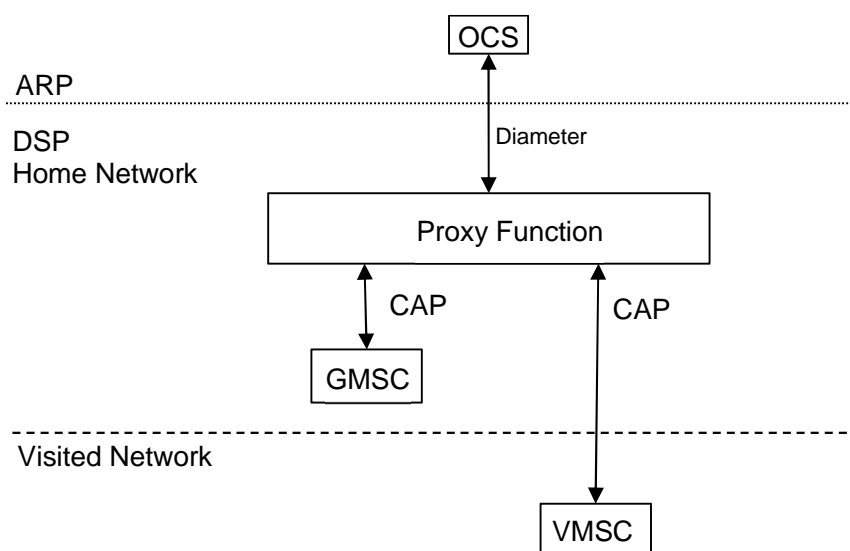 OCS
ARP
DSP
Diameter
Home Network
Proxy Function
CAP
CAP
GMSC
Visited Network
VMSC